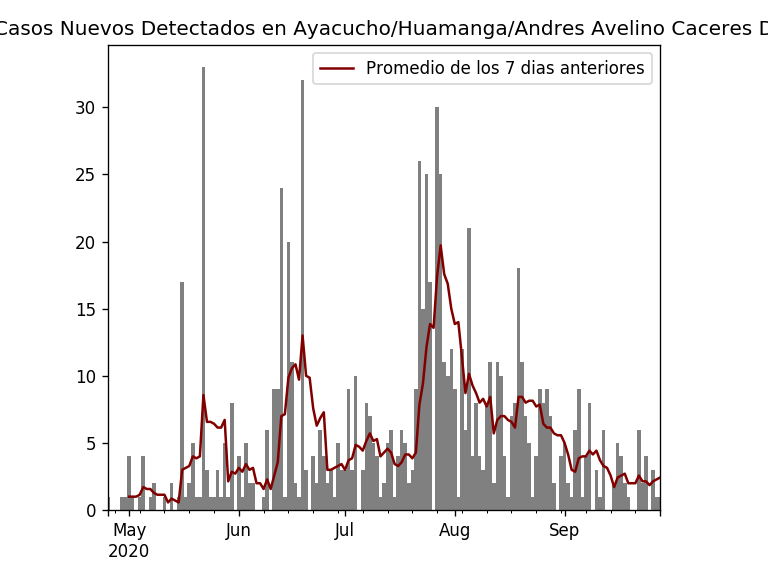 Casos Nuevos Detectados en Ayacucho/Huamanga/Andres Avelino Caceres D
Promedio de los 7 dias anteriores
30
25
20
15
10
5
0
May Jun Jul Aug Sep
2020